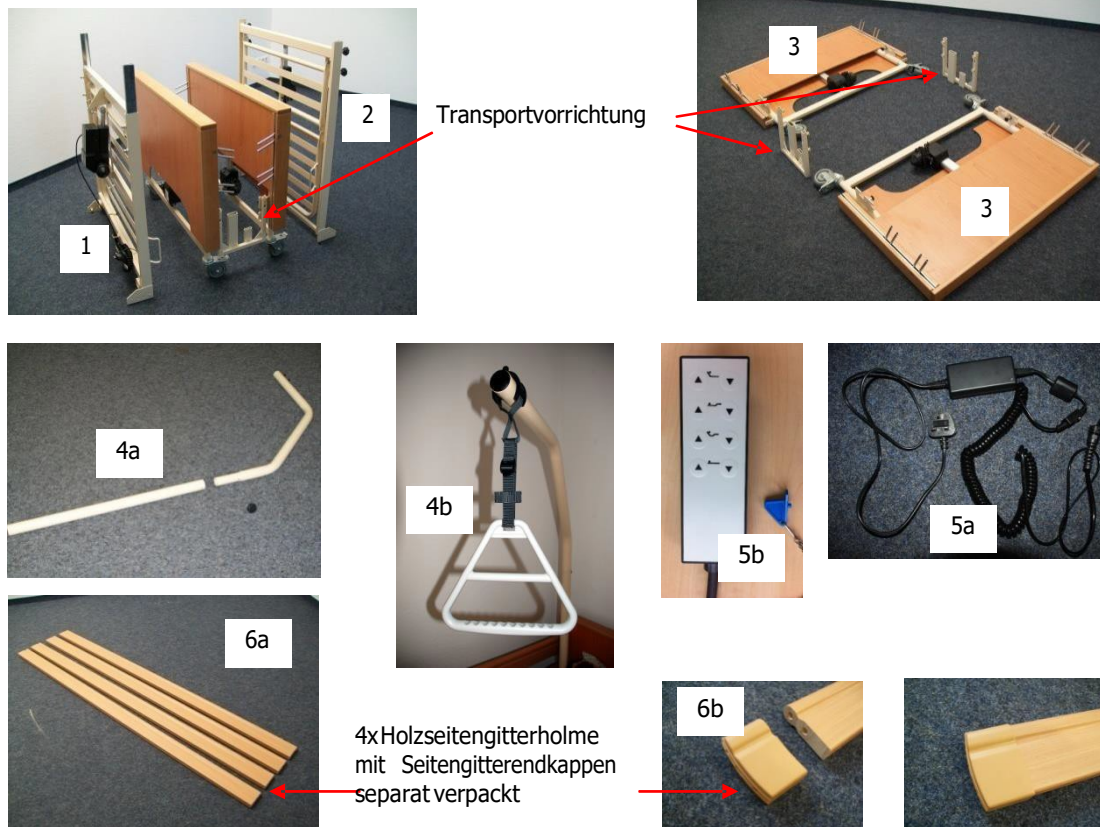 1
2
Transportvorrichtung
3
3
4a
4b
5b
5a
6a
4x Holzseitengitterholme
mit Seitengitterendkappen
separat verpackt
6b